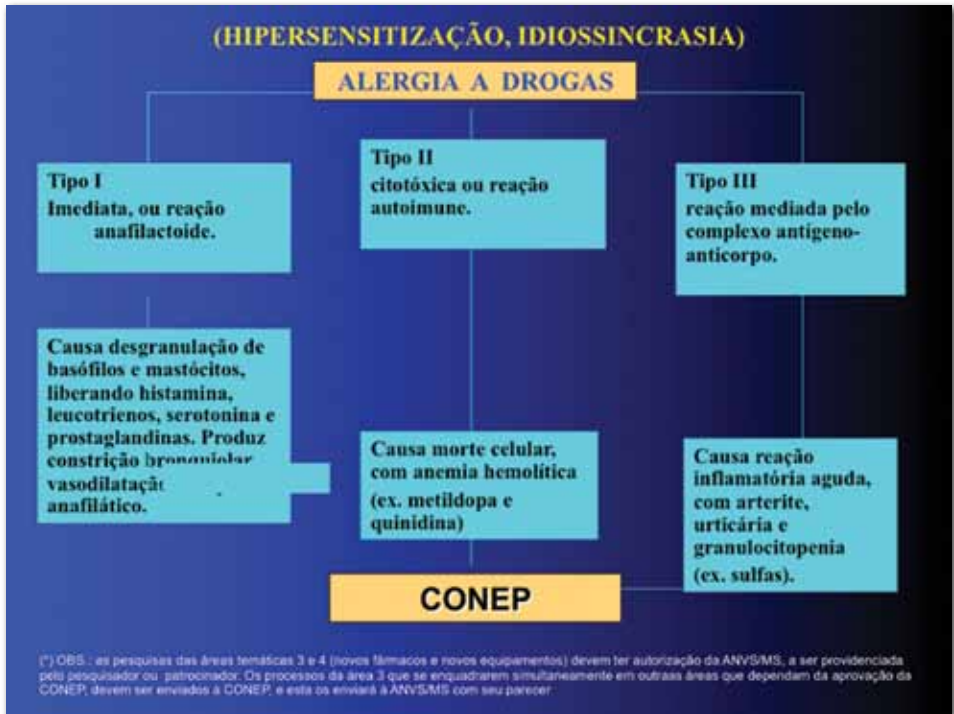 (HIPERSENSITIZAÇÃO, IDIOSSINCRASIA)
ALERGIA A DROGAS
Tipo I
Imediata, ou reação
anafilactoide.
Tipo II
citotóxica ou reação
autoimune.
Tipo III
reação mediada pelo
complexo antígeno-
anticorpo.
Causa desgranulação de
basófilos e mastócitos,
liberando histamina,
leucotrienos, serotonina e
prostaglandinas. Produz
constrição bronquiolar
anafilático.
Causa morte celular,
com anemia hemolítica
(ex. metildopa e
quinidina)
Causa reação
inflamatória aguda,
com arterite,
urticária e
granulocitopenia
(ex. sulfas).
CONEP
(*) OBS.: as pesquisas das áreas temáticas 3 e 4 (novos fármacos e novos equipamentos) devem ter autorização da ANVS/MS, a ser providenciada
pelo pesquisador ou patrocinador. Os processos da área 3 que se enquadrarem simultaneamente em outraas áreas que dependam da aprovação da
CONEP, devem ser enviados à CONEP, e esta os enviará à ANVS/MS com seu parecer